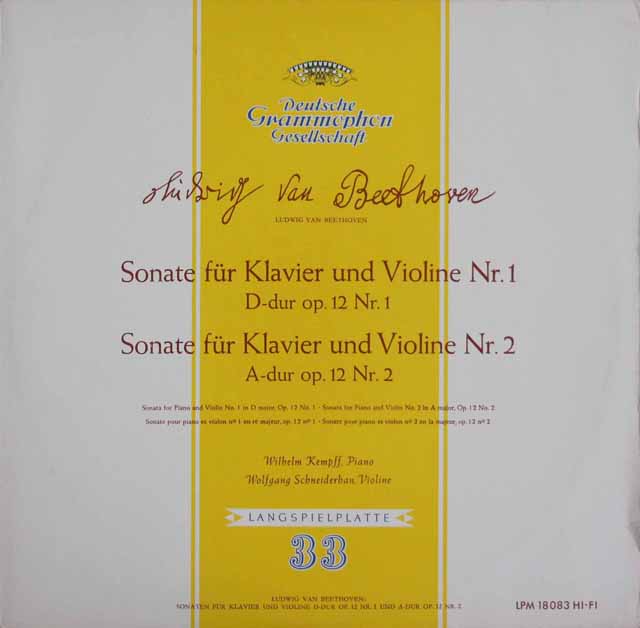 Deutsche
Grammophon
Gesellschaft
Ludwig van Beethoven
LUDWIG VAN BEETHOVEN
Sonate für Klavier und Violine Nr. 1
D-dur op. 12 Nr. 1
Sonate für Klavier und Violine Nr. 2
A-dur op. 12 Nr. 2
Sonata for Piano and Violin No. 1 in D major, Op. 12 No. 1 · Sonata for Piano and Violin No. 2 in A major, Op. 12 No. 2
Sonate pour piano et violon nº 1 en re majeur, op. 12 nº 1 · Sonate pour piano et violon nº 2 en la majeur, op. 12 nº 2
Wilhelm Kempff, Piano
Wolfgang Schneiderhan, Violine
LANGSPIELPLATTE
33
LUDWIG VAN BEETHOVEN:
SONATEN FÜR KLAVIER UND VIOLINE D-DUR OP. 12 NR. 1 UND A-DUR OP. 12 NR. 2
LPM 18083 HI-FI